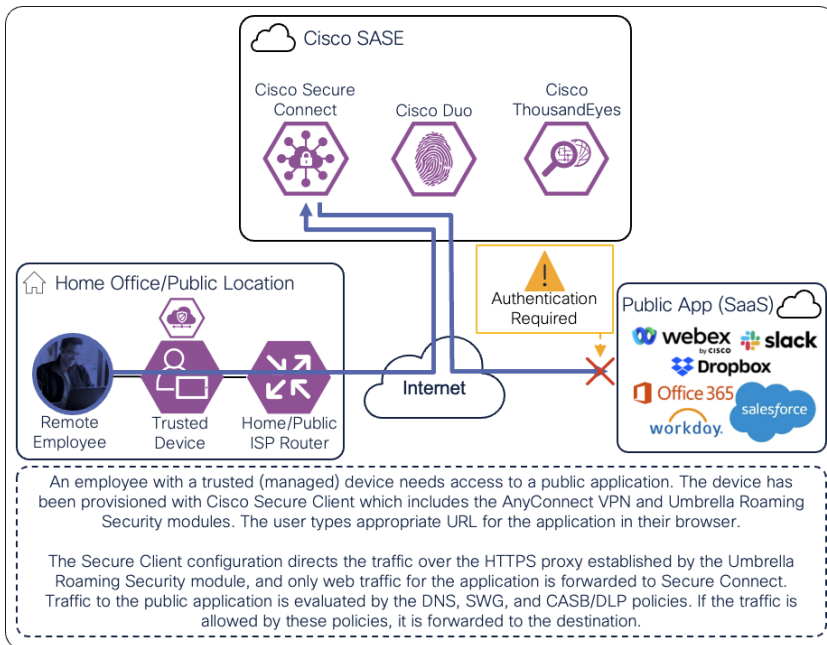 Cisco SASE
Cisco Secure
Connect
Cisco Duo
Cisco
ThousandEyes
Home Office/Public Location
Remote
Employee
Trusted
Device
Home/Public
ISP Router
Internet
Authentication
Required
Public App (SaaS)
webex
by CISCO
slack
Dropbox
Office 365
salesforce
workday.
An employee with a trusted (managed) device needs access to a public application. The device has
been provisioned with Cisco Secure Client which includes the AnyConnect VPN and Umbrella Roaming
Security modules. The user types appropriate URL for the application in their browser.
The Secure Client configuration directs the traffic over the HTTPS proxy established by the Umbrella
Roaming Security module, and only web traffic for the application is forwarded to Secure Connect.
Traffic to the public application is evaluated by the DNS, SWG, and CASB/DLP policies. If the traffic is
allowed by these policies, it is forwarded to the destination.